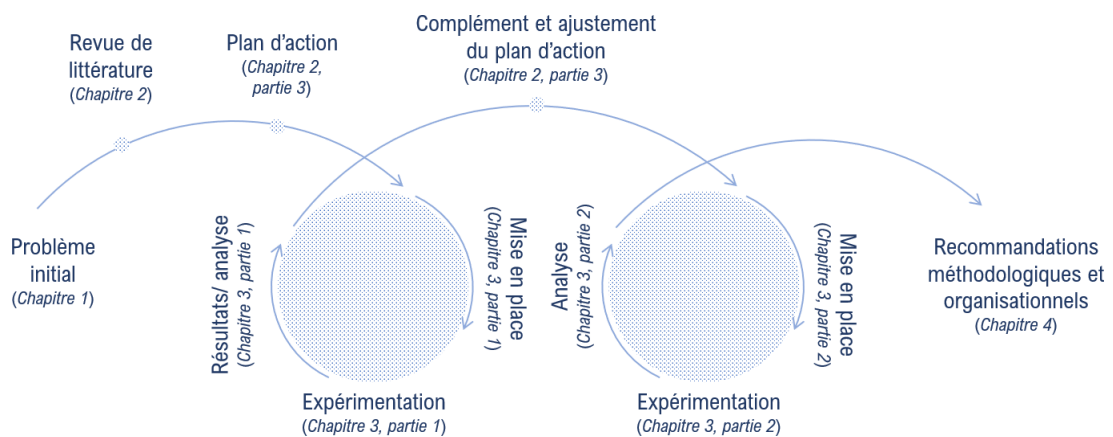 Revue de
littérature
(Chapitre 2)
Plan d'action
(Chapitre 2,
partie 3)
Complément et ajustement
du plan d'action
(Chapitre 2, partie 3)
Problème
initial
(Chapitre 1)
Résultats/ analyse
(Chapitre 3, partie 1)
Mise en place
(Chapitre 3, partie 1)
Expérimentation
(Chapitre 3, partie 1)
Analyse
(Chapitre 3, partie 2)
Mise en place
(Chapitre 3, partie 2)
Expérimentation
(Chapitre 3, partie 2)
Recommandations
méthodologiques et
organisationnels
(Chapitre 4)